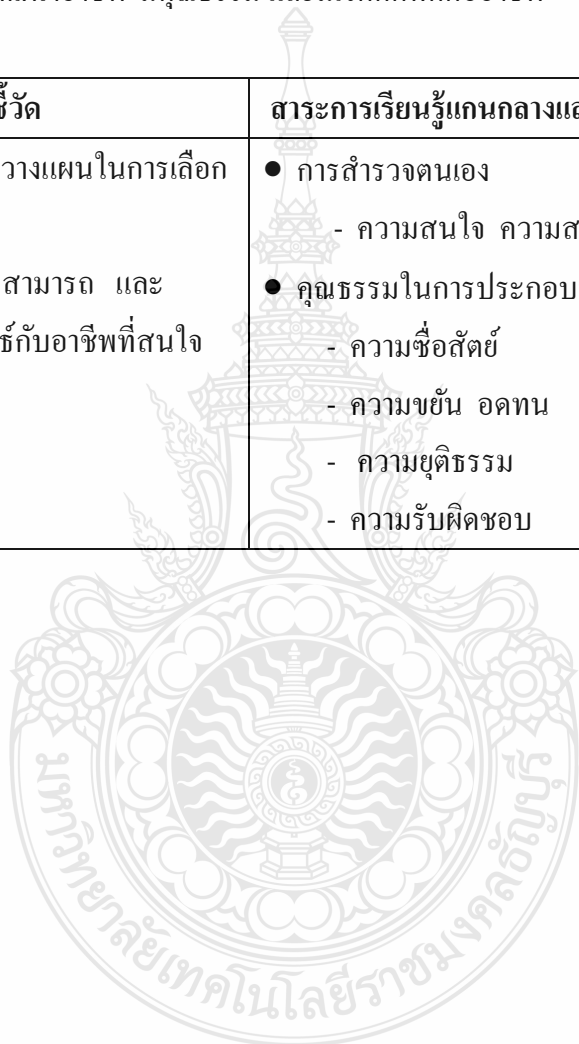 ชี้วัด
สาระการเรียนรู้แกนกลางแล
วางแผนในการเลือก
สามารถ และ
ธ์กับอาชีพที่สนใจ
● การสำรวจตนเอง
- ความสนใจ ความส
● คุณธรรมในการประกอบ
- ความซื่อสัตย์
- ความขยัน อดทน
- ความยุติธรรม
- ความรับผิดชอบ
มหาวิทยาลัยเทคโนโลยีราชมงคลธัญบุรี